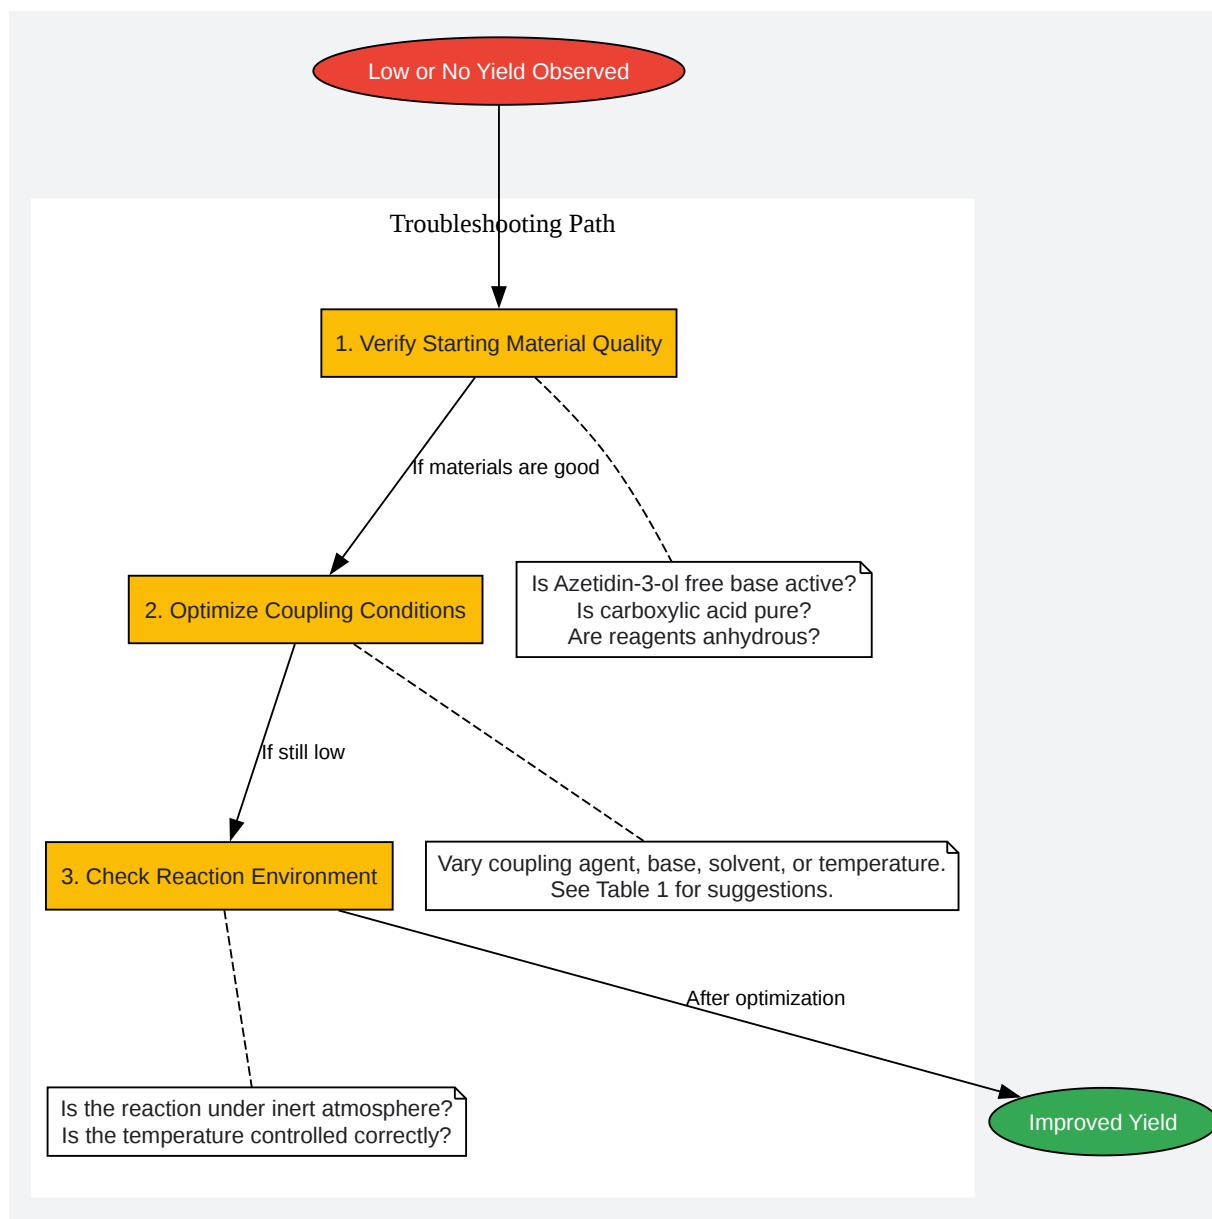 Low or No Yield Observed
Troubleshooting Path
1. Verify Starting Material Quality
If materials are good
Is Azetidin-3-ol free base active?
Is carboxylic acid pure?
Are reagents anhydrous?
2. Optimize Coupling Conditions
If still low
Vary coupling agent, base, solvent, or temperature.
See Table 1 for suggestions.
3. Check Reaction Environment
After optimization
Is the reaction under inert atmosphere?
Is the temperature controlled correctly?
Improved Yield